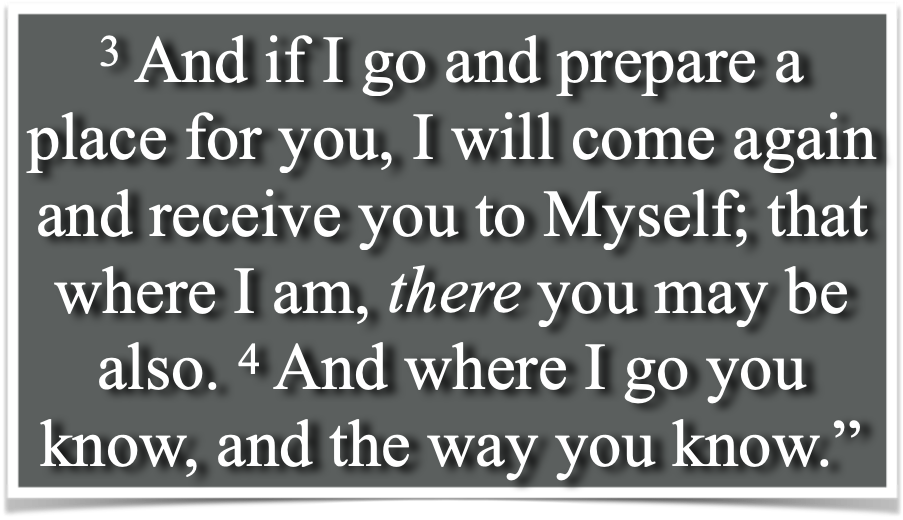 ³ And if I go and prepare a
place for you, I will come again
and receive you to Myself; that
where I am, there you may be
also. ⁴ And where I go you
know, and the way you know.”